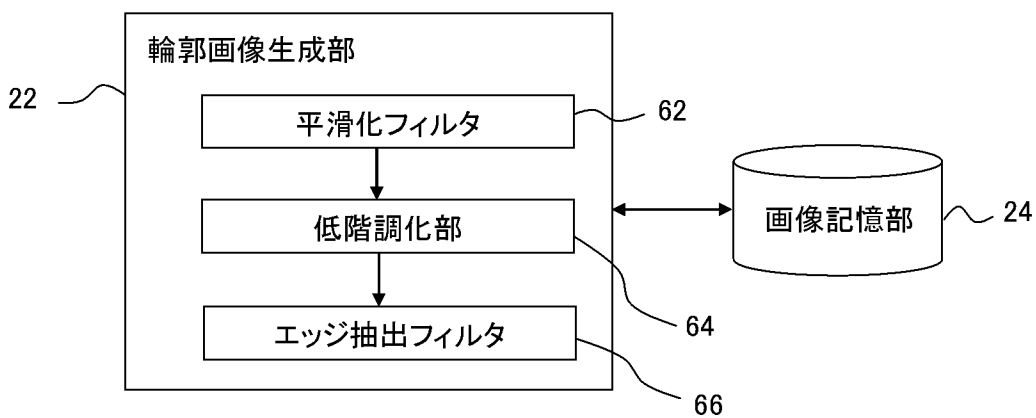 輪郭画像生成部
22
平滑化フィルタ
62
低階調化部
画像記憶部
24
64
エッジ抽出フィルタ
66